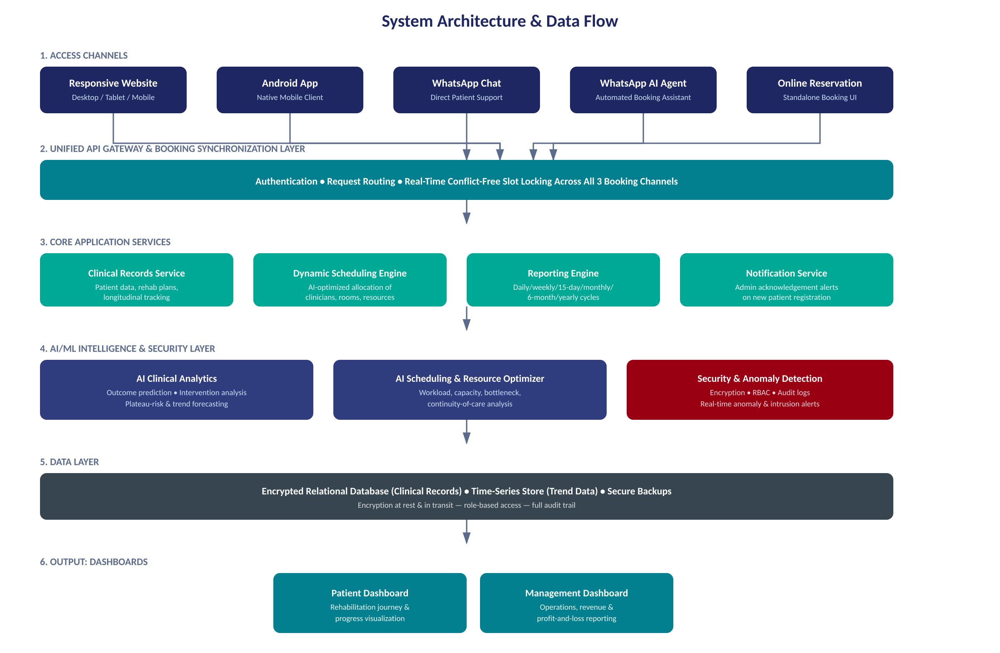 System Architecture & Data Flow
1. ACCESS CHANNELS
Responsive Website
Desktop / Tablet / Mobile
Android App
Native Mobile Client
WhatsApp Chat
Direct Patient Support
WhatsApp AI Agent
Automated Booking Assistant
Online Reservation
Standalone Booking UI
2. UNIFIED API GATEWAY & BOOKING SYNCHRONIZATION LAYER
Authentication ● Request Routing ● Real-Time Conflict-Free Slot Locking Across All 3 Booking Channels
3. CORE APPLICATION SERVICES
Clinical Records Service
Patient data, rehab plans,
longitudinal tracking
Dynamic Scheduling Engine
AI-optimized allocation of
clinicians, rooms, resources
Reporting Engine
Daily/weekly/15-day/monthly/
6-month/yearly cycles
Notification Service
Admin acknowledgement alerts
on new patient registration
4. AI/ML INTELLIGENCE & SECURITY LAYER
AI Clinical Analytics
Outcome prediction ● Intervention analysis
Plateau-risk & trend forecasting
AI Scheduling & Resource Optimizer
Workload, capacity, bottleneck,
continuity-of-care analysis
Security & Anomaly Detection
Encryption ● RBAC ● Audit logs
Real-time anomaly & intrusion alerts
5. DATA LAYER
Encrypted Relational Database (Clinical Records) ● Time-Series Store (Trend Data) ● Secure Backups
Encryption at rest & in transit — role-based access — full audit trail
6. OUTPUT: DASHBOARDS
Patient Dashboard
Rehabilitation journey &
progress visualization
Management Dashboard
Operations, revenue &
profit-and-loss reporting